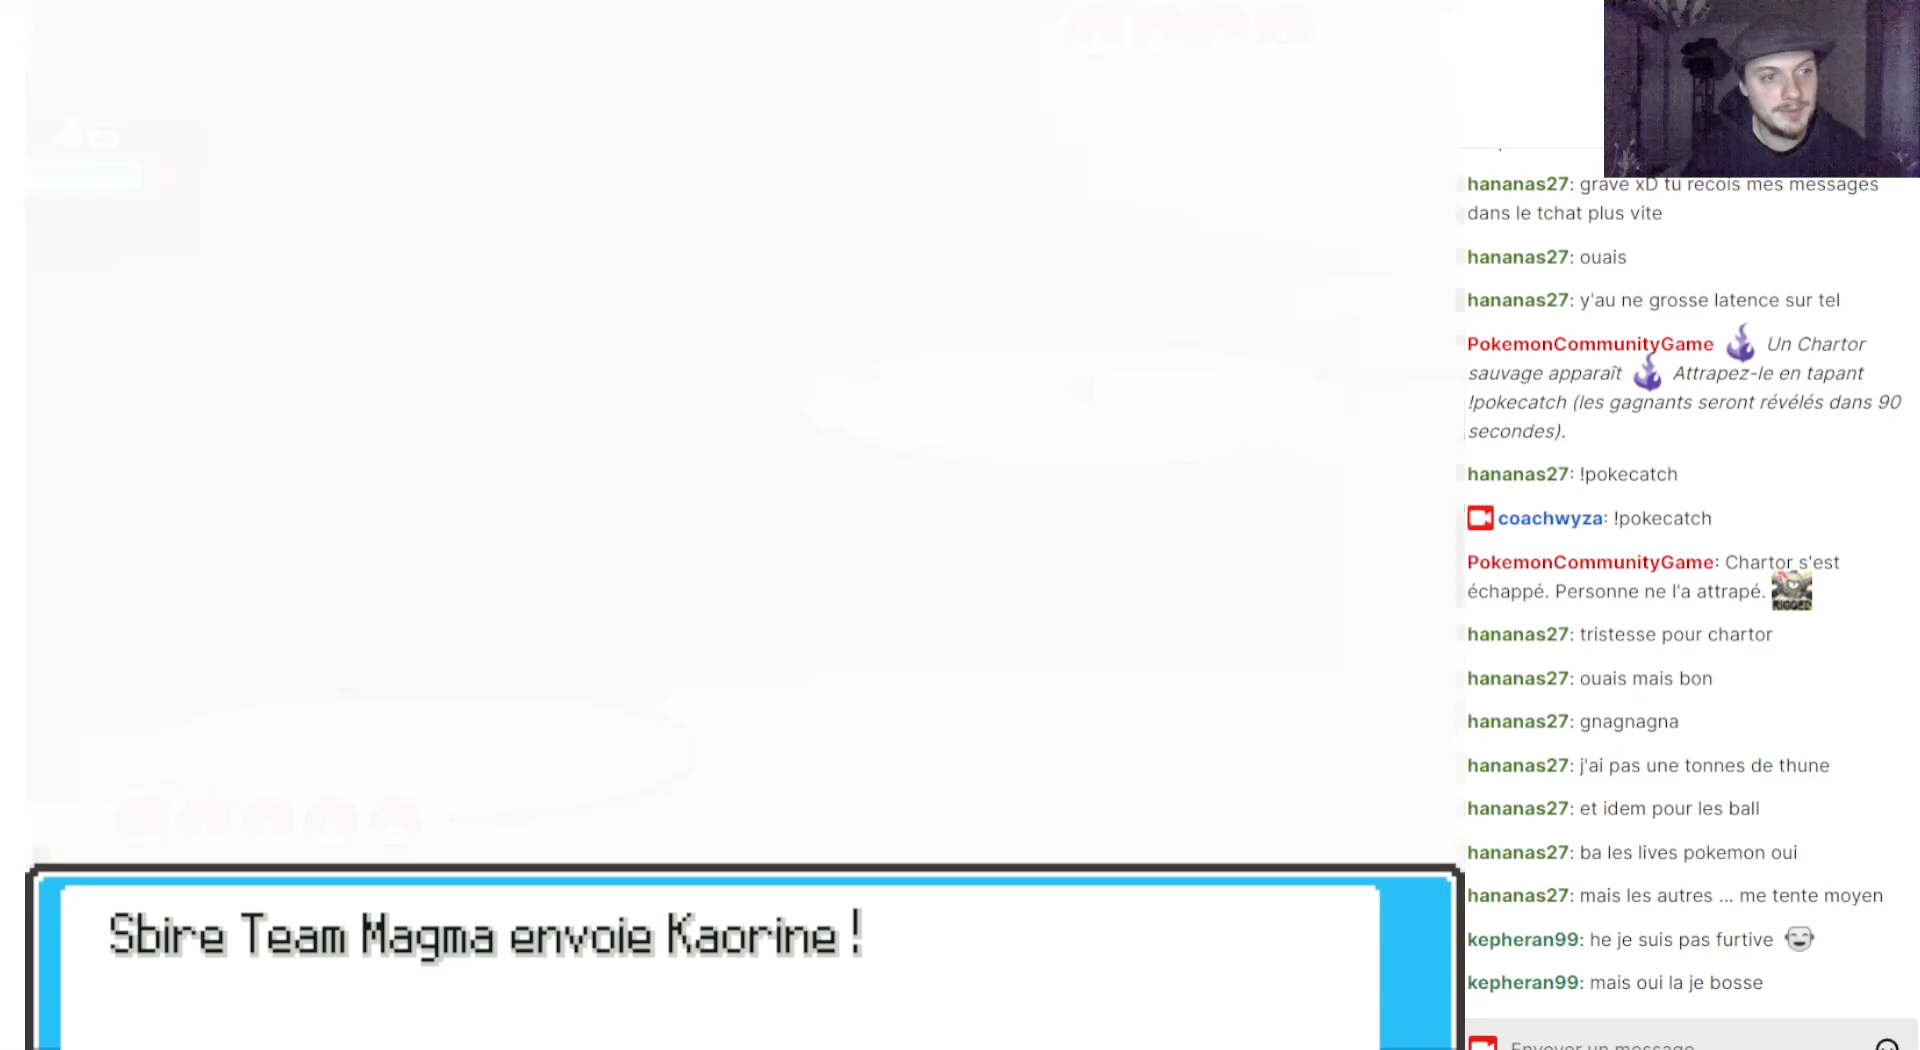 hananas27: grave xD tu recois mes messages
dans le tchat plus vite
hananas27: ouais
hananas27: y'au ne grosse latence sur tel
PokemonCommunityGame Un Chartor
sauvage apparaît Attrapez-le en tapant
!pokecatch (les gagnants seront révélés dans 90
secondes).
hananas27: !pokecatch
coachwyza: !pokecatch
PokemonCommunityGame: Chartor s'est
échappé. Personne ne l'a attrapé.
RIGGED
hananas27: tristesse pour chartor
hananas27: ouais mais bon
hananas27: gnagnagna
hananas27: j'ai pas une tonnes de thune
hananas27: et idem pour les ball
hananas27: ba les lives pokemon oui
hananas27: mais les autres ... me tente moyen
kepheran99: he je suis pas furtive
kepheran99: mais oui la je bosse
Envoyer un message
Sbire Team Magma envoie Kaorine !